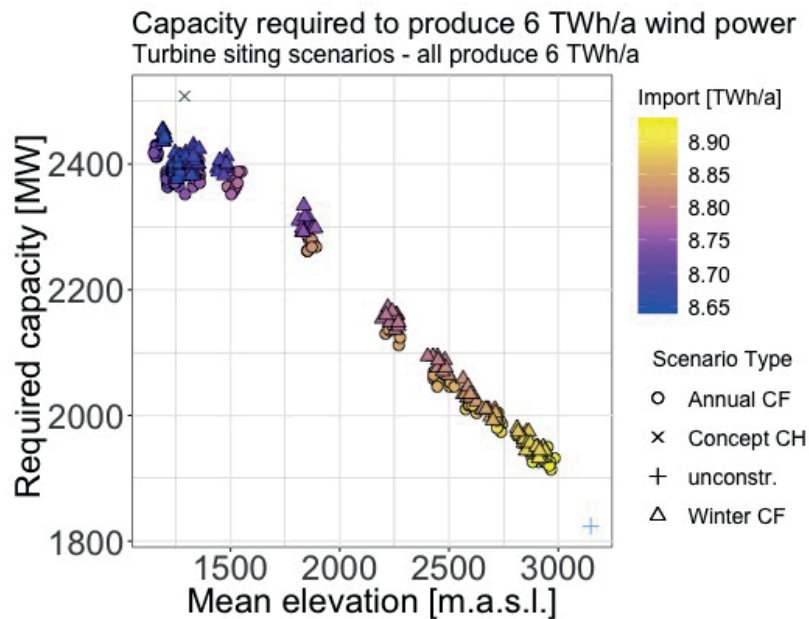 Capacity required to produce 6 TWh/a wind power
Turbine siting scenarios - all produce 6 TWh/a
Required capacity [MW]
2400
2200
2000
1800
1500
2000
2500
3000
Mean elevation [m.a.s.l.]
Import [TWh/a]
8.90
8.85
8.80
8.75
8.70
8.65
Scenario Type
Annual CF
Concept CH
unconstr.
Winter CF